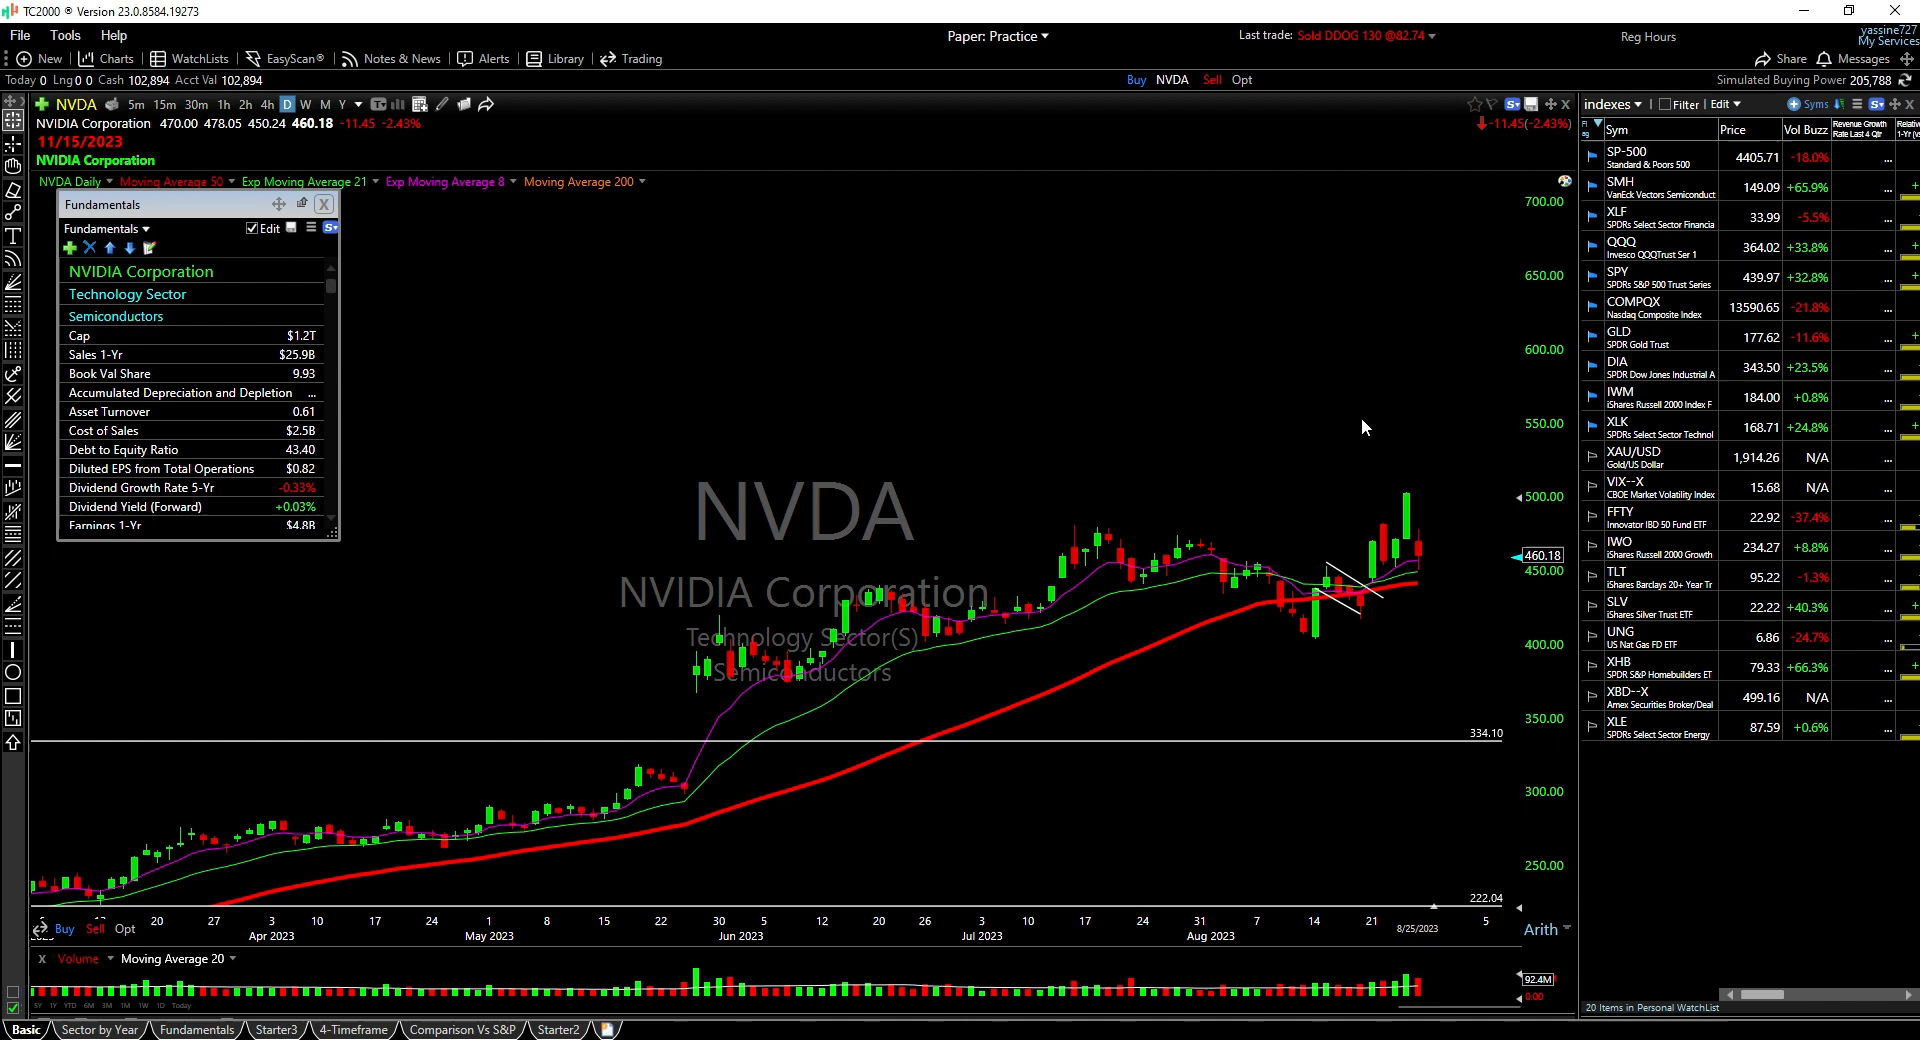 TC2000 ® Version 23.0.8584.19273
File Tools Help
Paper: Practice
Last trade: Sold DDOG 130 @82.74
Reg Hours
yassine727
My Services
New Charts WatchLists EasyScan® Notes & News Alerts Library Trading
Share Messages
Today 0 Lng 0 0 Cash 102,894 Acct Val 102,894
Buy NVDA Sell Opt
Simulated Buying Power 205,788
NVDA 5m 15m 30m 1h 2h 4h D W M Y
NVIDIA Corporation 470.00 478.05 450.24 460.18 -11.45 -2.43%
-11.45(-2.43%)
11/15/2023
NVIDIA Corporation
NVDA Daily Moving Average 50 Exp Moving Average 21 Exp Moving Average 8 Moving Average 200
Fundamentals
Fundamentals Edit
NVIDIA Corporation
Technology Sector
Semiconductors
Cap $1.2T
Sales 1-Yr $25.9B
Book Val Share 9.93
Accumulated Depreciation and Depletion ...
Asset Turnover 0.61
Cost of Sales $2.5B
Debt to Equity Ratio 43.40
Diluted EPS from Total Operations $0.82
Dividend Growth Rate 5-Yr -0.33%
Dividend Yield (Forward) +0.03%
Earnings 1-Yr $4.8B
NVDA
NVIDIA Corporation
Technology Sector(S)
Semiconductors
700.00
650.00
600.00
550.00
500.00
460.18
450.00
400.00
350.00
334.10
300.00
250.00
222.04
20 27 3 10 17 24 1 8 15 22 30 5 12 20 26 3 10 17 24 31 7 14 21 5
Apr 2023 May 2023 Jun 2023 Jul 2023 Aug 2023 8/25/2023
Buy Sell Opt
Arith
X Volume Moving Average 20
92.4M
0.00
5Y 1Y YTD 6M 3M 1M 1W 1D Today
Basic Sector by Year Fundamentals Starter3 4-Timeframe Comparison Vs S&P Starter2
indexes Filter Edit Syms
Sym Price Vol Buzz Revenue Growth Rate Last 4 Qtr
SP-500 4405.71 -18.0% ...
Standard & Poors 500
SMH 149.09 +65.9% ...
VanEck Vectors Semiconduct
XLF 33.99 -5.5% ...
SPDRs Select Sector Financia
QQQ 364.02 +33.8% ...
Invesco QQQTrust Ser 1
SPY 439.97 +32.8% ...
SPDRs S&P 500 Trust Series
COMPQX 13590.65 -21.8% ...
Nasdaq Composite Index
GLD 177.62 -11.6% ...
SPDR Gold Trust
DIA 343.50 +23.5% ...
SPDR Dow Jones Industrial A
IWM 184.00 +0.8% ...
iShares Russell 2000 Index F
XLK 168.71 +24.8% ...
SPDRs Select Sector Technol
XAU/USD 1,914.26 N/A ...
Gold/US Dollar
VIX--X 15.68 N/A ...
CBOE Market Volatility Index
FFTY 22.92 -37.4% ...
Innovator IBD 50 Fund ETF
IWO 234.27 +8.8% ...
iShares Russell 2000 Growth
TLT 95.22 -1.3% ...
iShares Barclays 20+ Year Tr
SLV 22.22 +40.3% ...
iShares Silver Trust ETF
UNG 6.86 -24.7% ...
US Nat Gas FD ETF
XHB 79.33 +66.3% ...
SPDR S&P Homebuilders ET
XBD--X 499.16 N/A ...
Amex Securities Broker/Deal
XLE 87.59 +0.6% ...
SPDRs Select Sector Energy
20 Items in Personal WatchList